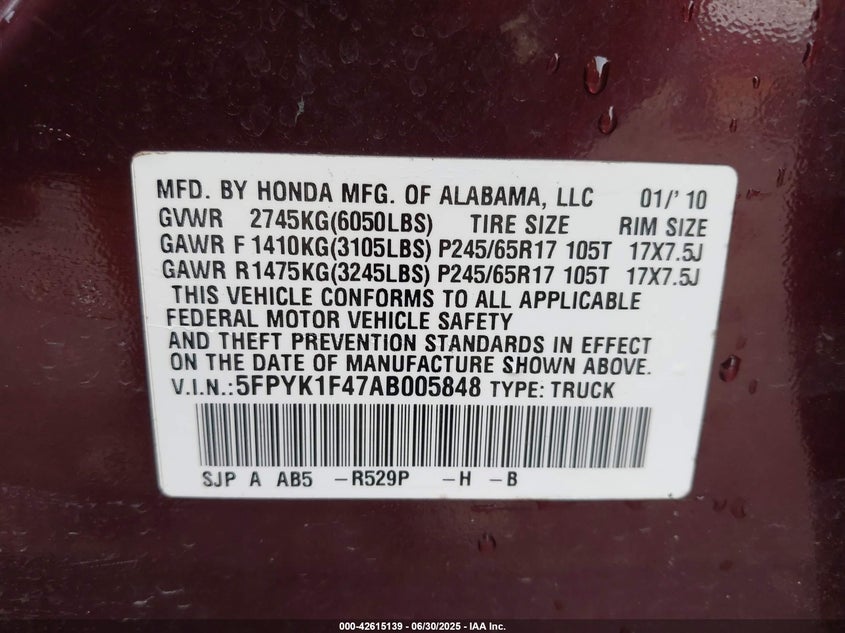 MFD. BY HONDA MFG. OF ALABAMA, LLC 01/'10
GVWR 2745KG(6050LBS) TIRE SIZE RIM SIZE
GAWR F 1410KG(3105LBS) P245/65R17 105T 17X7.5J
GAWR R1475KG(3245LBS) P245/65R17 105T 17X7.5J
THIS VEHICLE CONFORMS TO ALL APPLICABLE
FEDERAL MOTOR VEHICLE SAFETY
AND THEFT PREVENTION STANDARDS IN EFFECT
ON THE DATE OF MANUFACTURE SHOWN ABOVE.
V.I.N.:5FPYK1F47AB005848 TYPE: TRUCK
SJP A AB5 -R529P -H -B
000-42615139 - 06/30/2025 - IAA Inc.